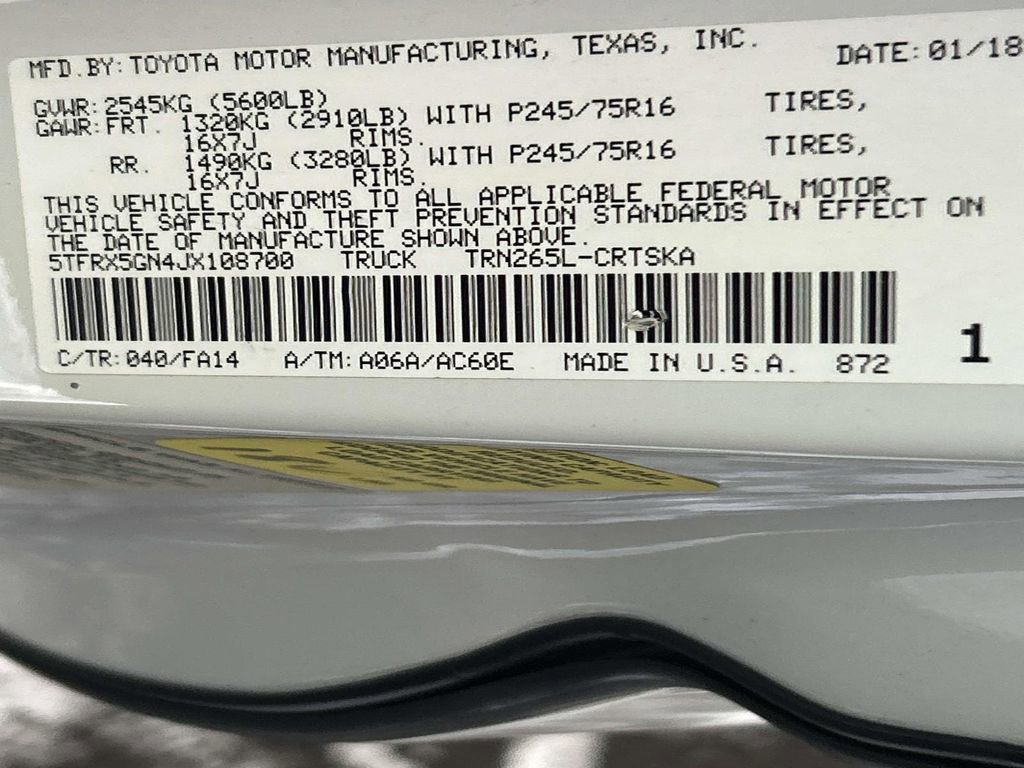 MFD.BY:TOYOTA MOTOR MANUFACTURING, TEXAS, INC. DATE:01/18
GVWR:2545KG (5600LB)
GAWR:FRT. 1320KG (2910LB) WITH P245/75R16 TIRES,
16X7J RIMS.
RR. 1490KG (3280LB) WITH P245/75R16 TIRES,
16X7J RIMS.
THIS VEHICLE CONFORMS TO ALL APPLICABLE FEDERAL MOTOR
VEHICLE SAFETY AND THEFT PREVENTION STANDARDS IN EFFECT ON
THE DATE OF MANUFACTURE SHOWN ABOVE.
5TFRX5GN4JX108700 TRUCK TRN265L-CRTSKA
C/TR:040/FA14 A/TM:A06A/AC60E MADE IN U.S.A. 872
1